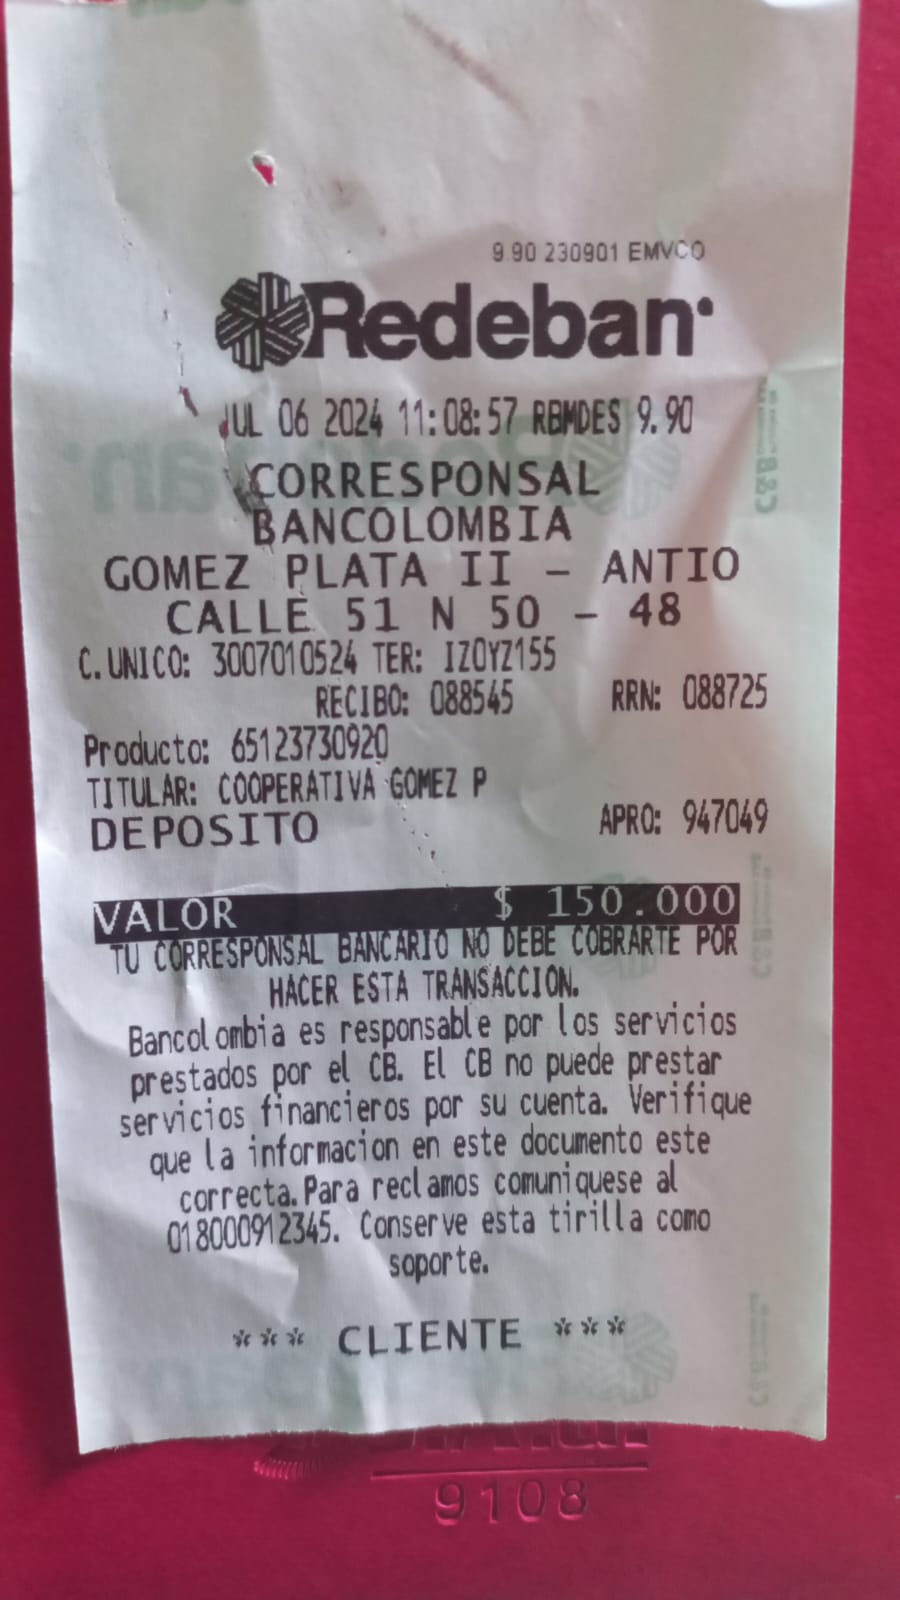 9.90 230901 EMVCO
Redeban
JUL 06 2024 11:08:57 RBMDES 9.90
CORRESPONSAL
BANCOLOMBIA
GOMEZ PLATA II - ANTIO
CALLE 51 N 50 - 48
C.UNICO: 3007010524 TER: IZOYZ155
RECIBO: 088545 RRN: 088725
Producto: 65123730920
TITULAR: COOPERATIVA GOMEZ P
DEPOSITO APRO: 947049
VALOR $ 150.000
TU CORRESPONSAL BANCARIO NO DEBE COBRARTE POR
HACER ESTA TRANSACCION.
Bancolombia es responsable por los servicios
prestados por el CB. El CB no puede prestar
servicios financieros por su cuenta. Verifique
que la informacion en este documento este
correcta. Para reclamos comuniquese al
018000912345. Conserve esta tirilla como
soporte.
*** CLIENTE ***
9108